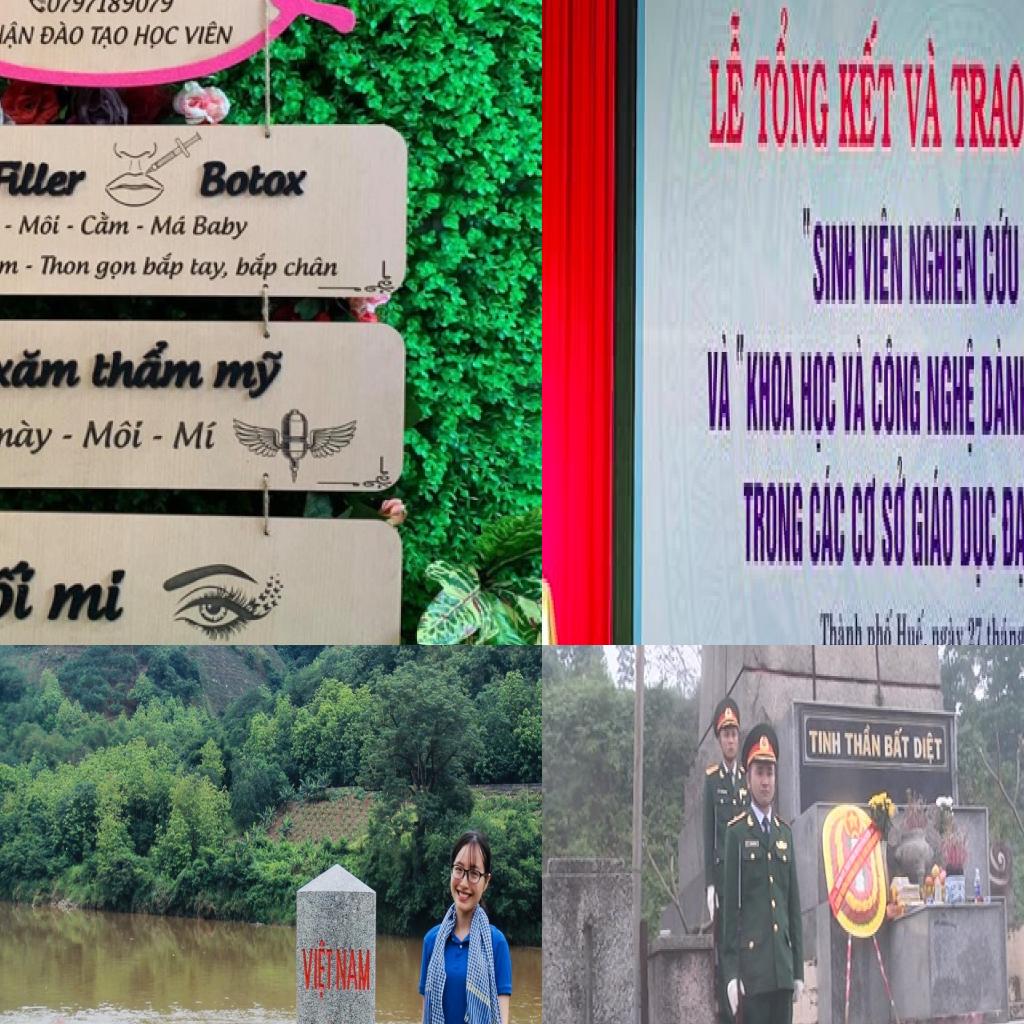 0797189079
ĐÀO TẠO HỌC VIÊN
Filler Botox
- Môi - Cằm - Má Baby
- Thon gọn bắp tay, bắp chân
xăm thẩm mỹ
mày - Môi - Mí
mi
LỄ TỔNG KẾT VÀ TRAO
"SINH VIÊN NGHIÊN CỨU
VÀ "KHOA HỌC VÀ CÔNG NGHỆ DÀNH
TRONG CÁC CƠ SỞ GIÁO DỤC
Thành phố Huế, ngày 27 tháng
VIỆT NAM
TINH THẦN BẤT DIỆT